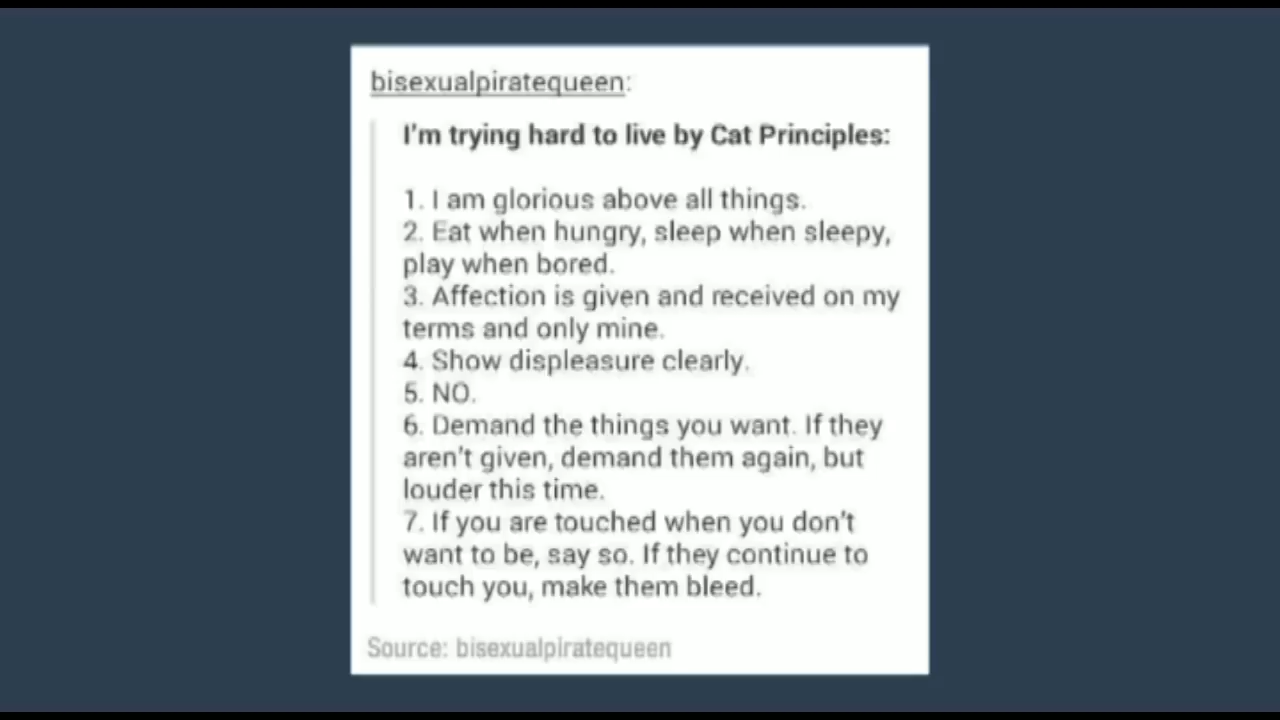 bisexualpiratequeen:
I'm trying hard to live by Cat Principles:
1. I am glorious above all things.
2. Eat when hungry, sleep when sleepy,
play when bored.
3. Affection is given and received on my
terms and only mine.
4. Show displeasure clearly.
5. NO.
6. Demand the things you want. If they
aren't given, demand them again, but
louder this time.
7. If you are touched when you don't
want to be, say so. If they continue to
touch you, make them bleed.
Source: bisexualpiratequeen